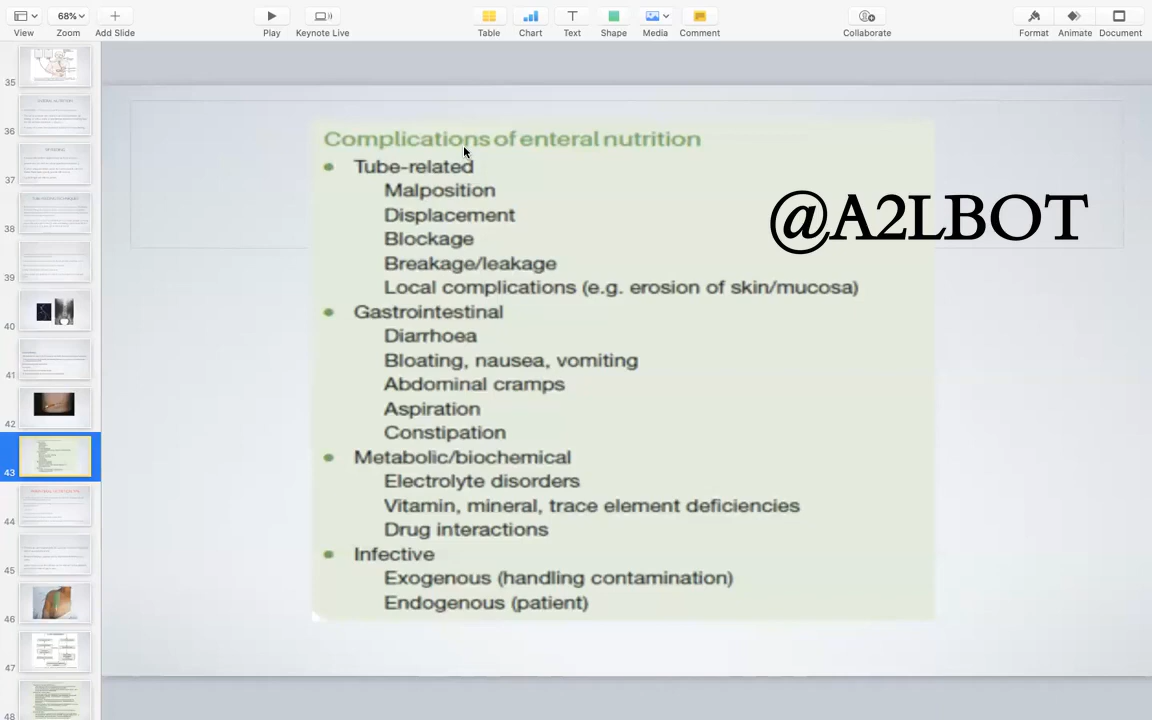 68%
View
Zoom
Add Slide
Play
Keynote Live
Table
Chart
Text
Shape
Media
Comment
Collaborate
Format
Animate
Document
35
36
37
38
39
40
41
42
43
44
45
46
47
48
Complications of enteral nutrition
Tube-related
Malposition
Displacement
Blockage
Breakage/leakage
Local complications (e.g. erosion of skin/mucosa)
Gastrointestinal
Diarrhoea
Bloating, nausea, vomiting
Abdominal cramps
Aspiration
Constipation
Metabolic/biochemical
Electrolyte disorders
Vitamin, mineral, trace element deficiencies
Drug interactions
Infective
Exogenous (handling contamination)
Endogenous (patient)
@A2LBOT